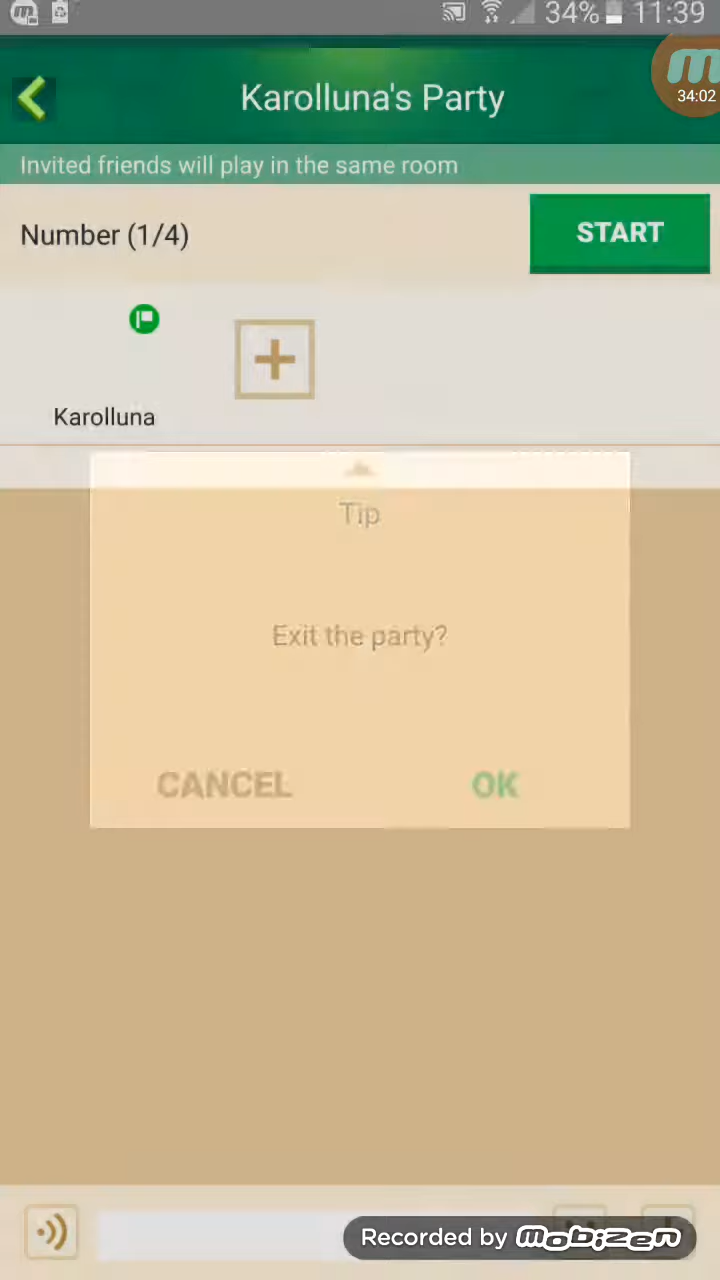 34% 11:39
Karolluna's Party
34:02
Invited friends will play in the same room
Number (1/4)
START
Karolluna
Tip
Exit the party?
CANCEL
OK
Recorded by mobizen